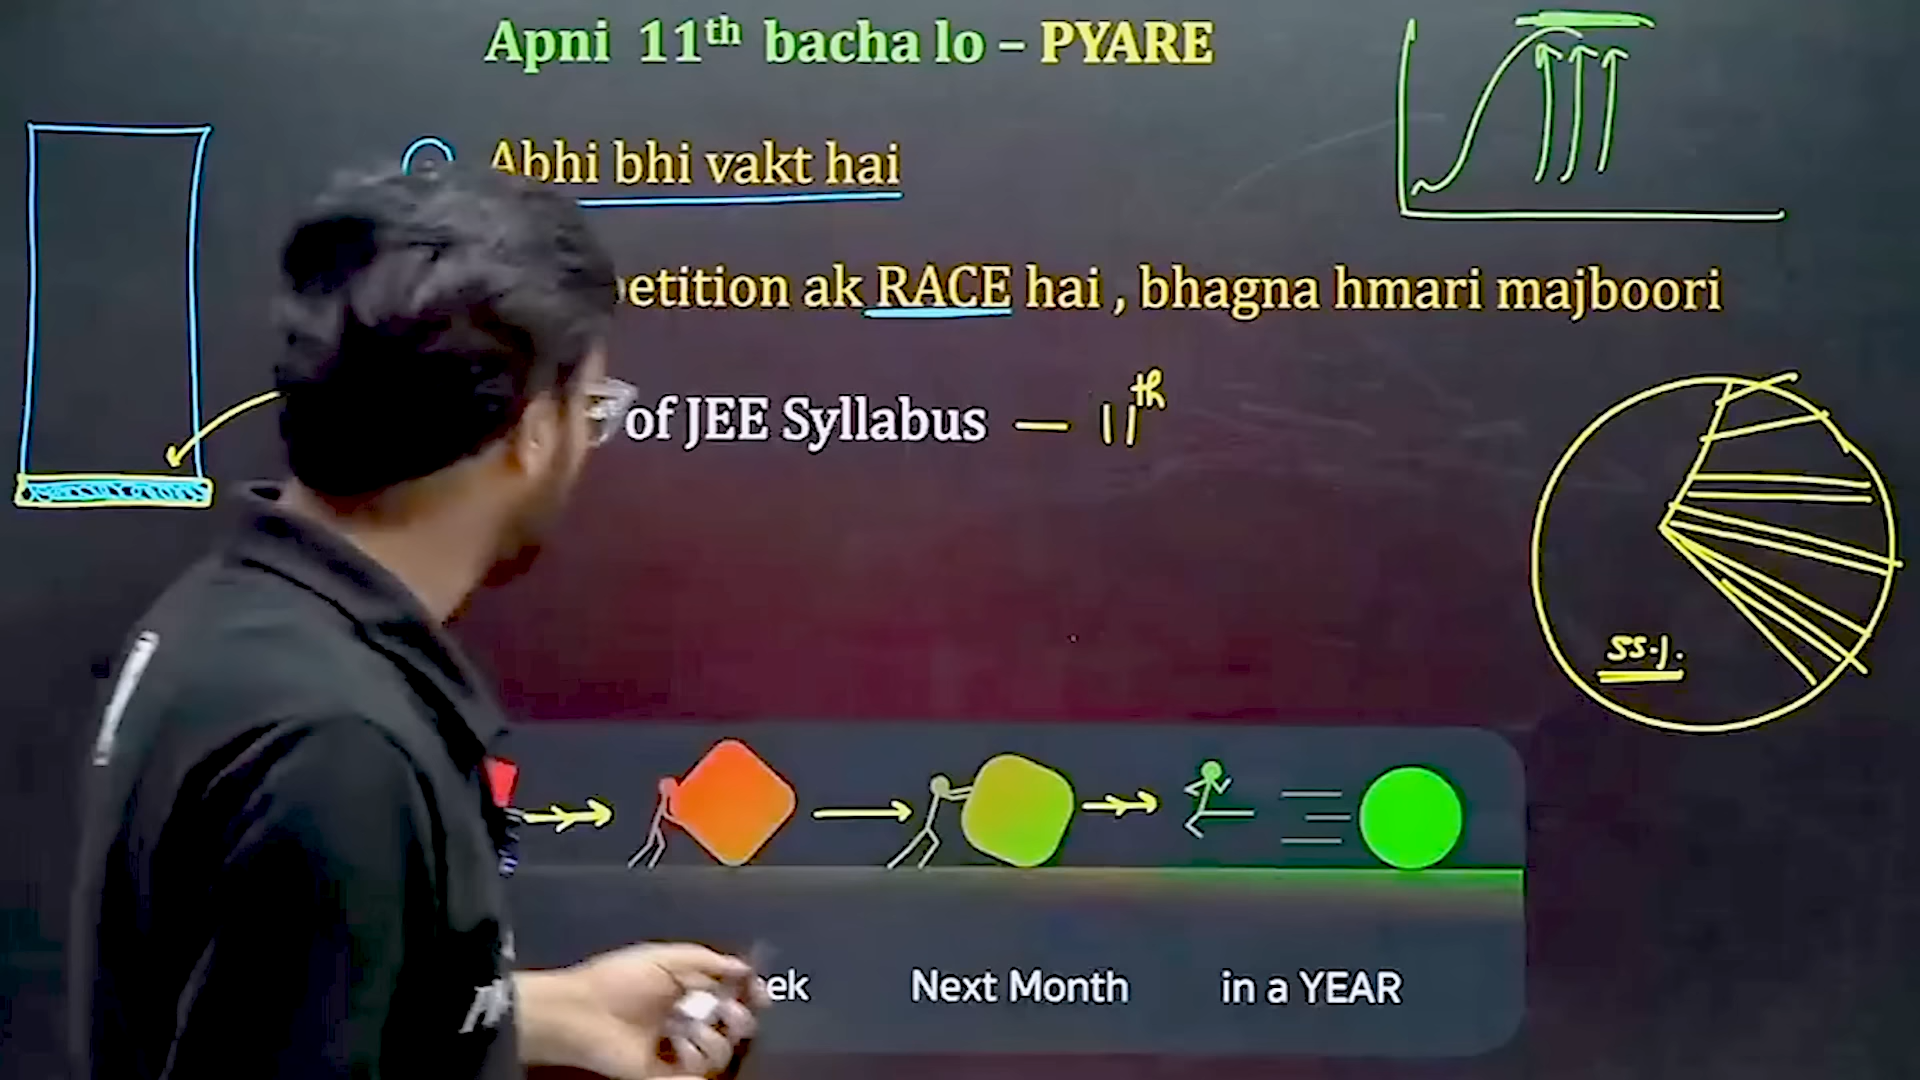 Apni 11th bacha lo – PYARE
Abhi bhi vakt hai
petition ak RACE hai , bhagna hmari majboori
of JEE Syllabus — 11th
55%
ek
Next Month
in a YEAR